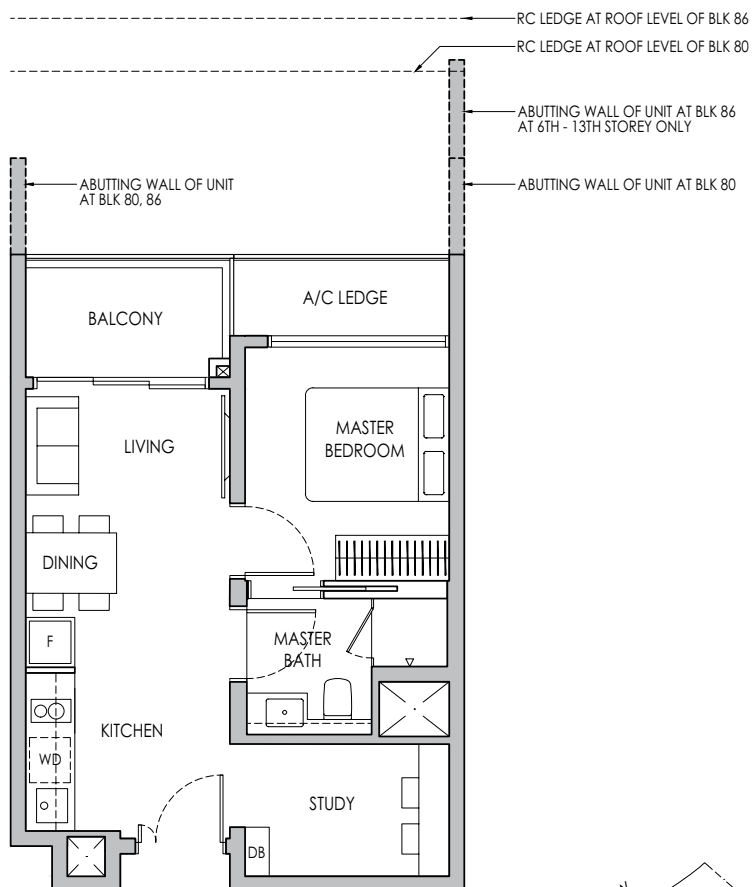 RC LEDGE AT ROOF LEVEL OF BLK 86
RC LEDGE AT ROOF LEVEL OF BLK 80
ABUTTING WALL OF UNIT AT BLK 86
AT 6TH - 13TH STOREY ONLY
ABUTTING WALL OF UNIT
AT BLK 80, 86
ABUTTING WALL OF UNIT AT BLK 80
A/C LEDGE
BALCONY
MASTER
BEDROOM
LIVING
DINING
F
MASTER
BATH
KITCHEN
WD
STUDY
DB